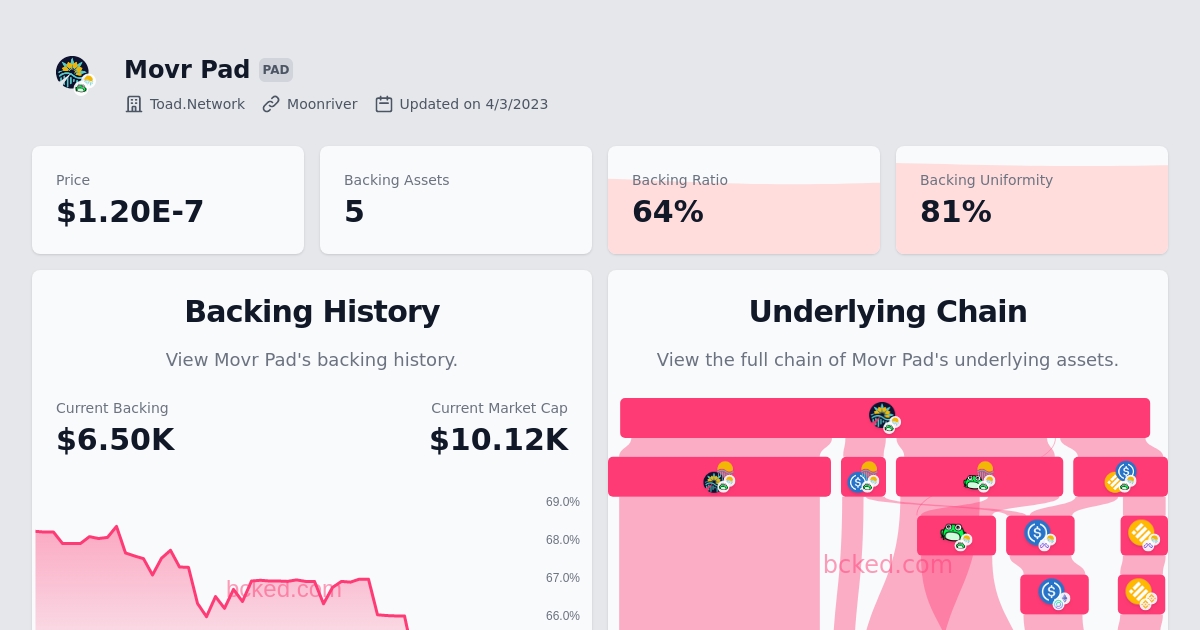 Movr Pad PAD
Toad.Network Moonriver Updated on 4/3/2023
Price
$1.20E-7
Backing Assets
5
Backing Ratio
64%
Backing Uniformity
81%
Backing History
View Movr Pad's backing history.
Current Backing
$6.50K
Current Market Cap
$10.12K
69.0%
68.0%
67.0%
66.0%
bcked.com
Underlying Chain
View the full chain of Movr Pad's underlying assets.
bcked.com